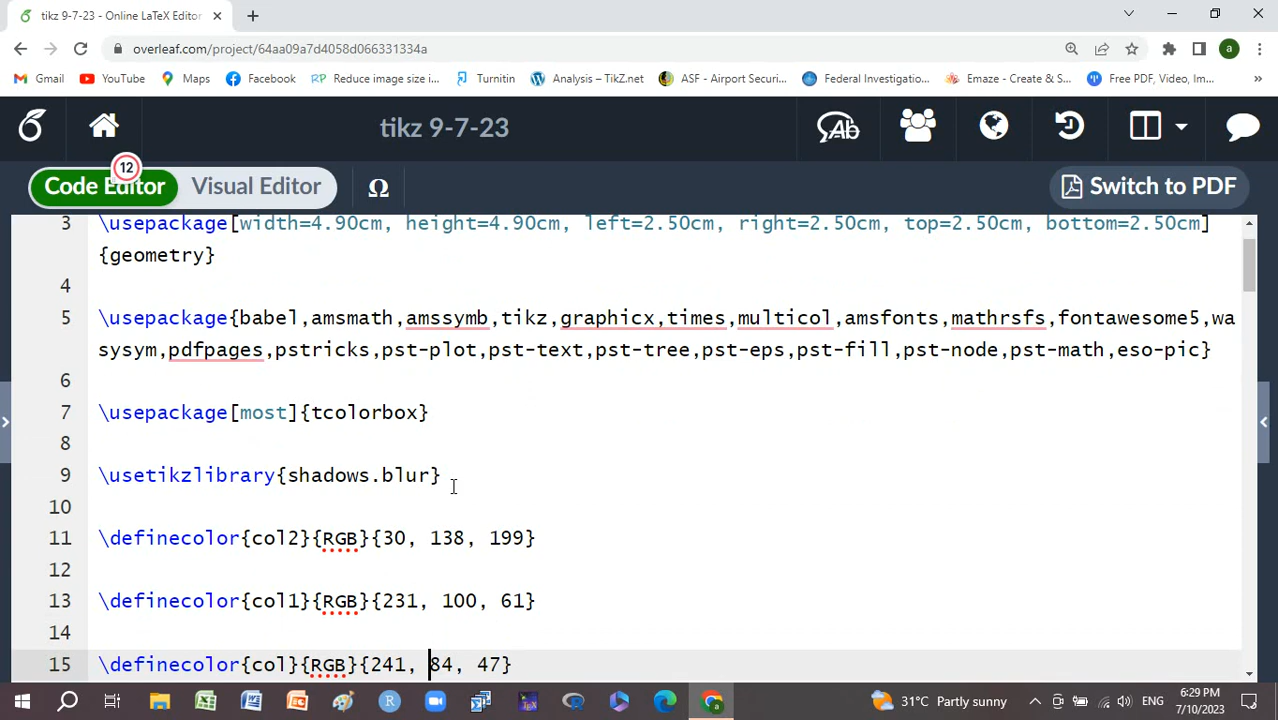 tikz 9-7-23 - Online LaTeX Editor
overleaf.com/project/64aa09a7d4058d066331334a
a
Gmail YouTube Maps Facebook Reduce image size i... Turnitin Analysis – TikZ.net ASF - Airport Securi... Federal Investigatio... Emaze - Create & S... Free PDF, Video, Im... »
tikz 9-7-23
Ab
12
Code Editor
Visual Editor
Ω
Switch to PDF
3 \usepackage[width=4.90cm, height=4.90cm, left=2.50cm, right=2.50cm, top=2.50cm, bottom=2.50cm]
{geometry}
4
5 \usepackage{babel,amsmath,amssymb,tikz,graphicx,times,multicol,amsfonts,mathrsfs,fontawesome5,wa
sysym,pdfpages,pstricks,pst-plot,pst-text,pst-tree,pst-eps,pst-fill,pst-node,pst-math,eso-pic}
6
7 \usepackage[most]{tcolorbox}
8
9 \usetikzlibrary{shadows.blur}
10
11 \definecolor{col2}{RGB}{30, 138, 199}
12
13 \definecolor{col1}{RGB}{231, 100, 61}
14
15 \definecolor{col}{RGB}{241, 84, 47}
31°C Partly sunny
ENG
6:29 PM
7/10/2023